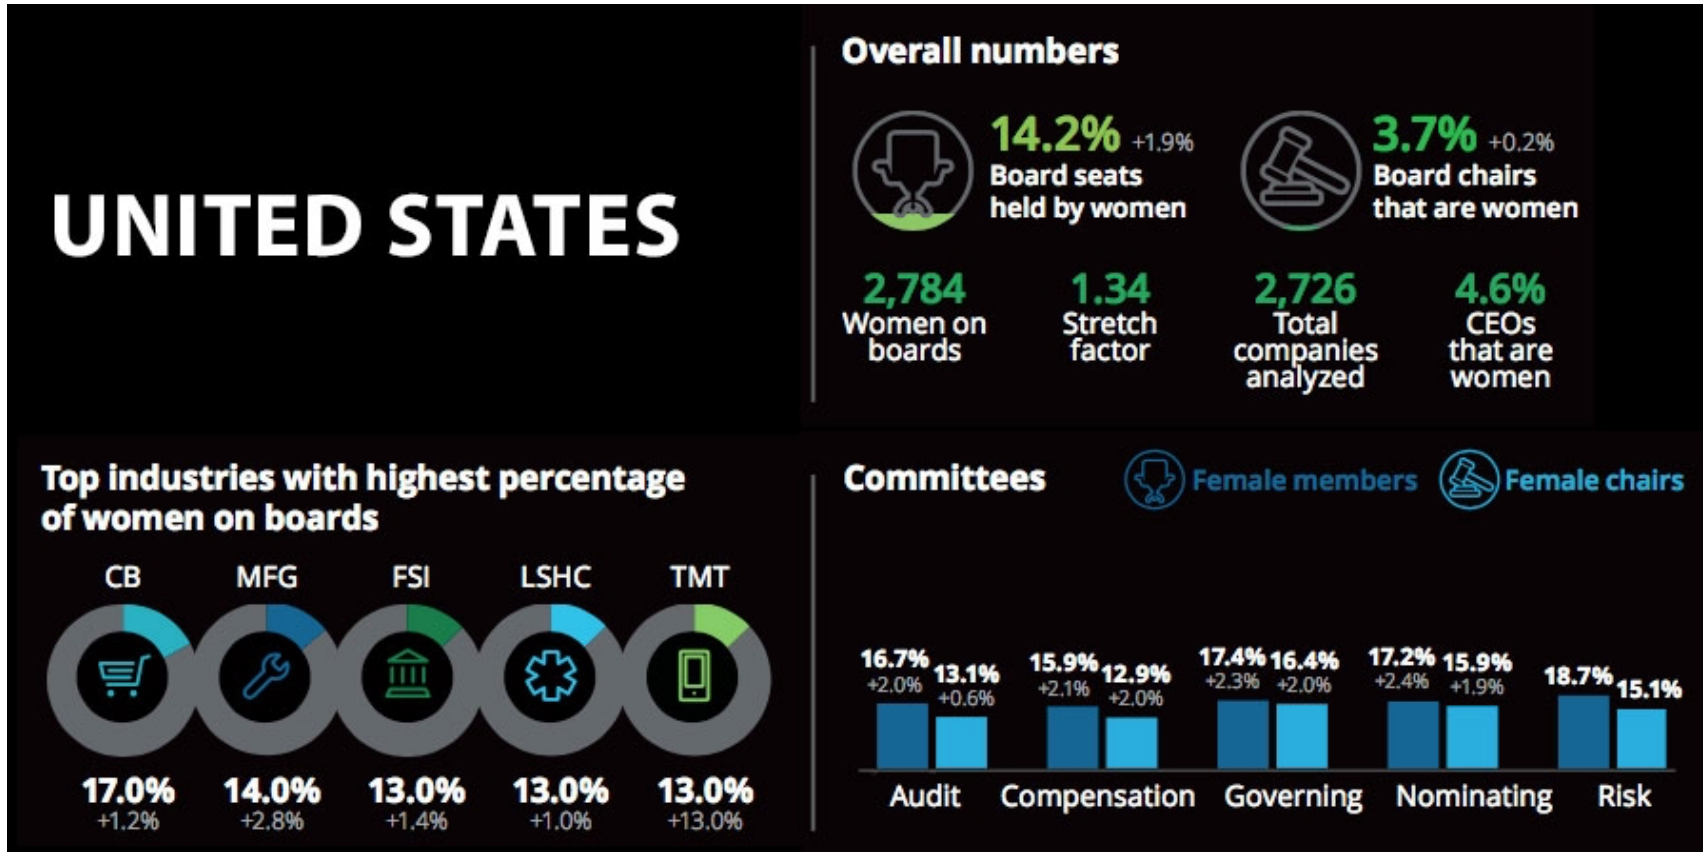 UNITED STATES
Overall numbers
14.2% +1.9%
Board seats
held by women
3.7% +0.2%
Board chairs
that are women
2,784
Women on
boards
1.34
Stretch
factor
2,726
Total
companies
analyzed
4.6%
CEOs
that are
women
Top industries with highest percentage
of women on boards
CB
17.0%
+1.2%
MFG
14.0%
+2.8%
FSI
13.0%
+1.4%
LSHC
13.0%
+1.0%
TMT
13.0%
+13.0%
Committees
Female members
Female chairs
16.7%
+2.0%
13.1%
+0.6%
Audit
15.9%
+2.1%
12.9%
+2.0%
Compensation
17.4%
+2.3%
16.4%
+2.0%
Governing
17.2%
+2.4%
15.9%
+1.9%
Nominating
18.7%
15.1%
Risk